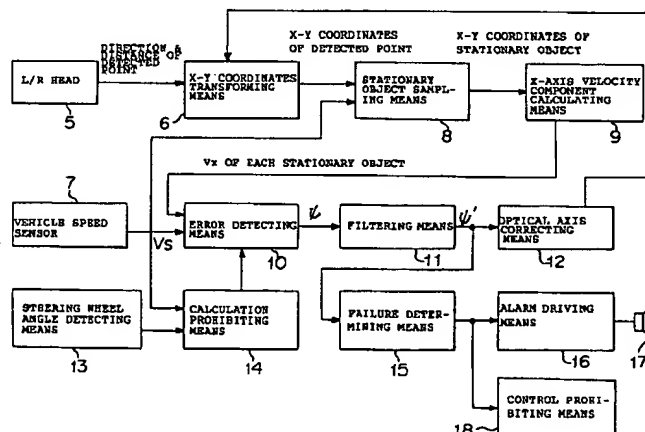 X-Y COORDINATES
OF DETECTED POINT
X-Y COORDINATES OF
STATIONARY OBJECT
DIRECTION &
DISTANCE OF
DETECTED
POINT
L/R HEAD
5
X-Y COORDINATES
TRANSFORMING
MEANS
6
STATIONARY
OBJECT SAMPL-
ING MEANS
8
X-AXIS VELOCITY
COMPONENT
CALCULATING
MEANS
9
Vx OF EACH STATIONARY OBJECT
7
VEHICLE SPEED
SENSOR
Vs
ERROR DETECTING
MEANS
10
ψ
FILTERING MEANS
11
ψ'
OPTICAL AXIS
CORRECTING
MEANS
12
STEERING WHEEL
ANGLE DETECTING
MEANS
13
CALCULATION
PROHIBITING
MEANS
14
FAILURE DETER-
MINING MEANS
15
ALARM DRIVING
MEANS
16
17
CONTROL PROHI-
BITING MEANS
18